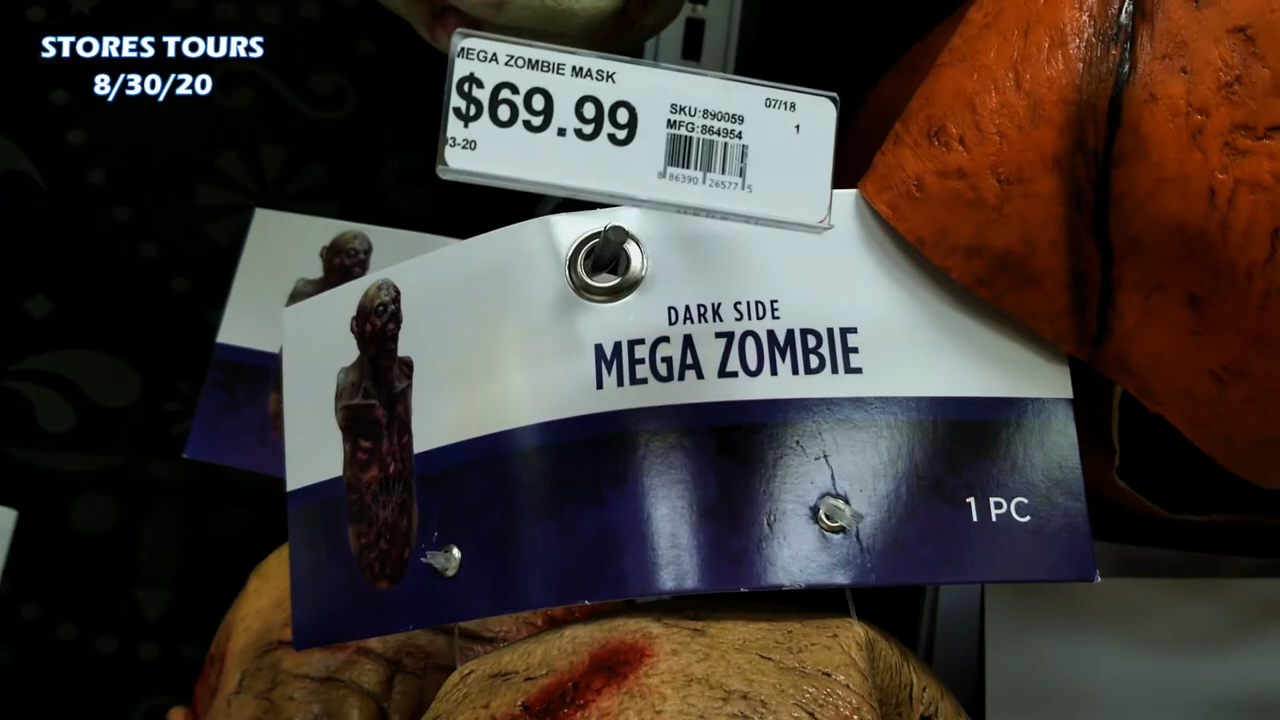 STORES TOURS
8/30/20
MEGA ZOMBIE MASK
$69.99
SKU:890059
MFG:864954
07/18
1
3-20
8 86390 26577 5
DARK SIDE
MEGA ZOMBIE
1 PC